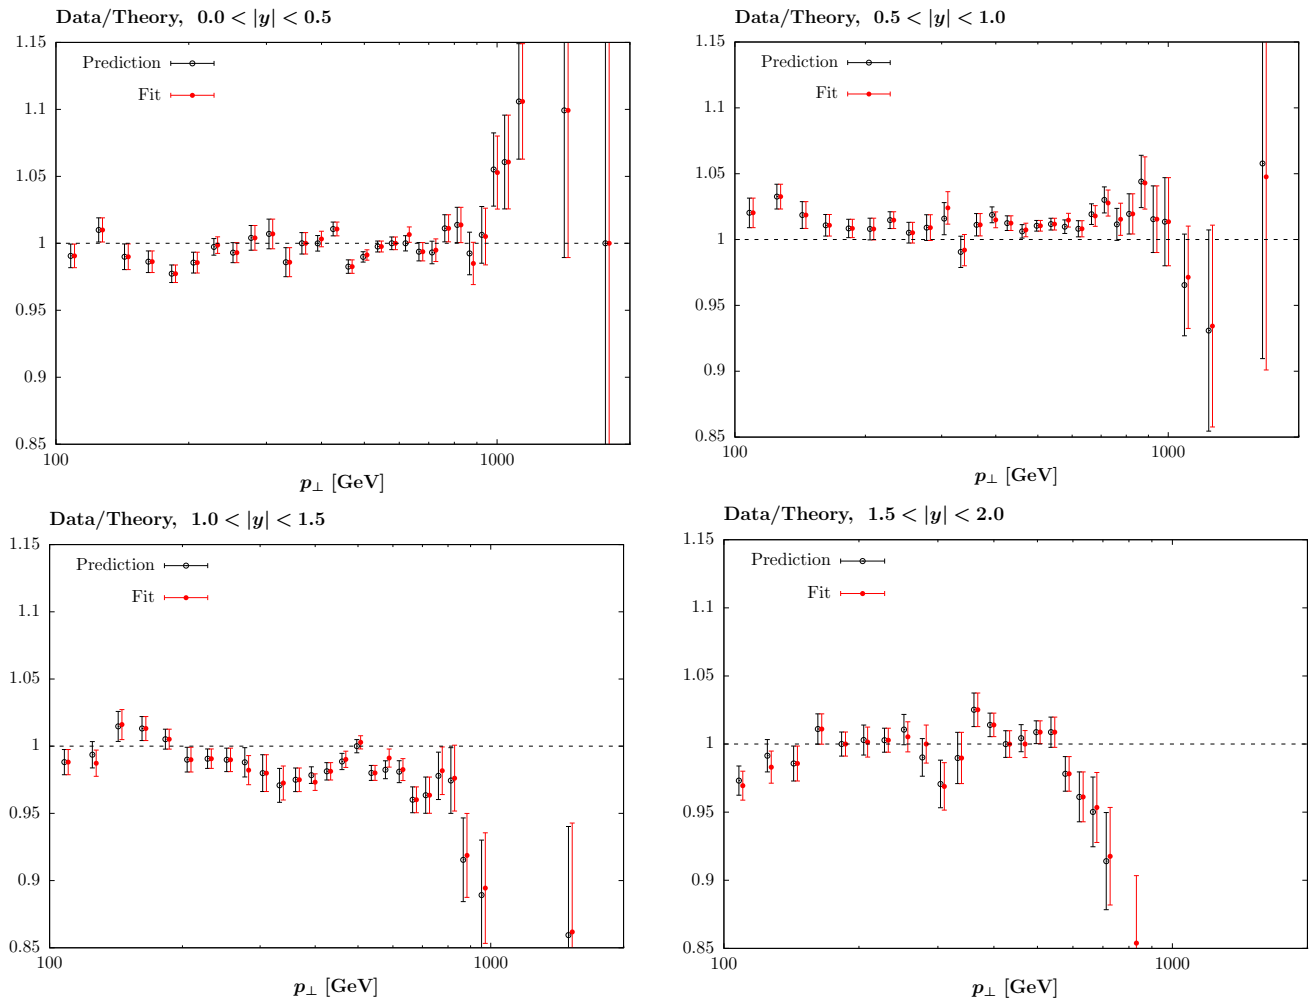 Data/Theory, 0.0 < |y| < 0.5
1.15
1.1
1.05
1
0.95
0.9
0.85
Prediction
Fit
100
1000
p⊥ [GeV]
Data/Theory, 0.5 < |y| < 1.0
1.15
1.1
1.05
1
0.95
0.9
0.85
Prediction
Fit
100
1000
p⊥ [GeV]
Data/Theory, 1.0 < |y| < 1.5
1.15
1.1
1.05
1
0.95
0.9
0.85
Prediction
Fit
100
1000
p⊥ [GeV]
Data/Theory, 1.5 < |y| < 2.0
1.15
1.1
1.05
1
0.95
0.9
0.85
Prediction
Fit
100
1000
p⊥ [GeV]